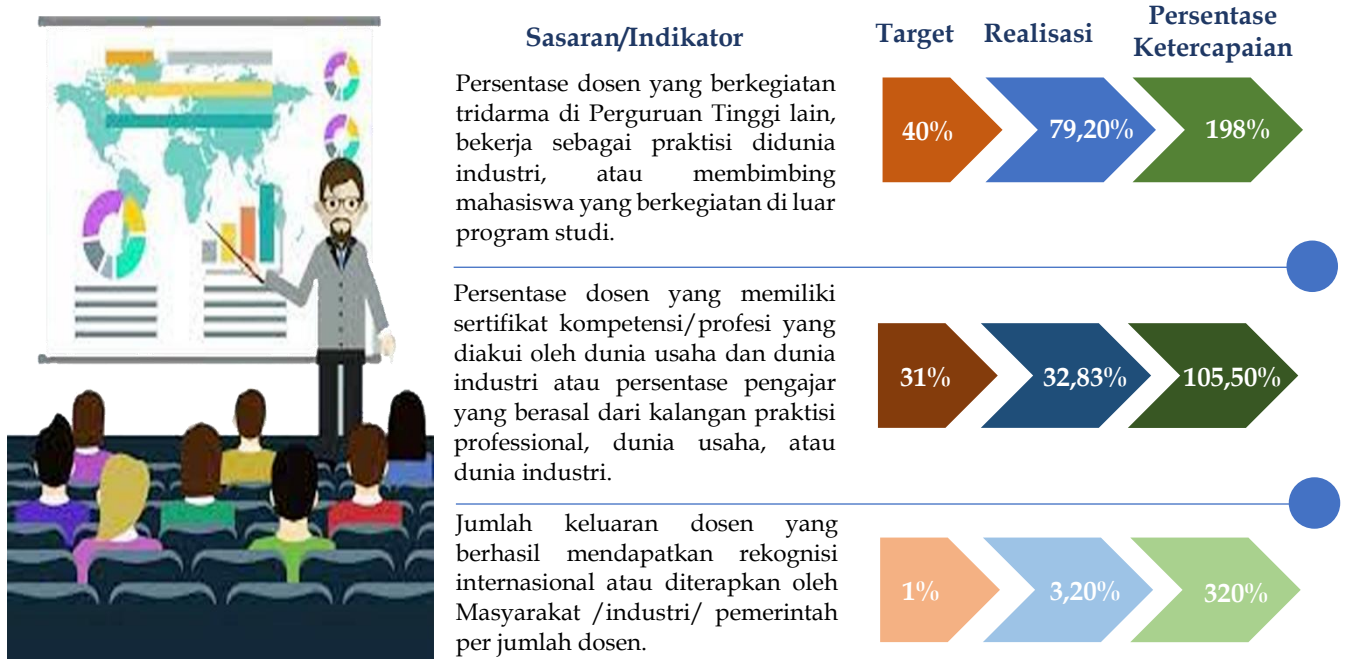 Sasaran/Indikator
Target
Realisasi
Persentase
Ketercapaian
Persentase dosen yang berkegiatan
tridarma di Perguruan Tinggi lain,
bekerja sebagai praktisi didunia
industri, atau membimbing
mahasiswa yang berkegiatan di luar
program studi.
40%
79,20%
198%
Persentase dosen yang memiliki
sertifikat kompetensi/profesi yang
diakui oleh dunia usaha dan dunia
industri atau persentase pengajar
yang berasal dari kalangan praktisi
professional, dunia usaha, atau
dunia industri.
31%
32,83%
105,50%
Jumlah keluaran dosen yang
berhasil mendapatkan rekognisi
internasional atau diterapkan oleh
Masyarakat /industri/ pemerintah
per jumlah dosen.
1%
3,20%
320%